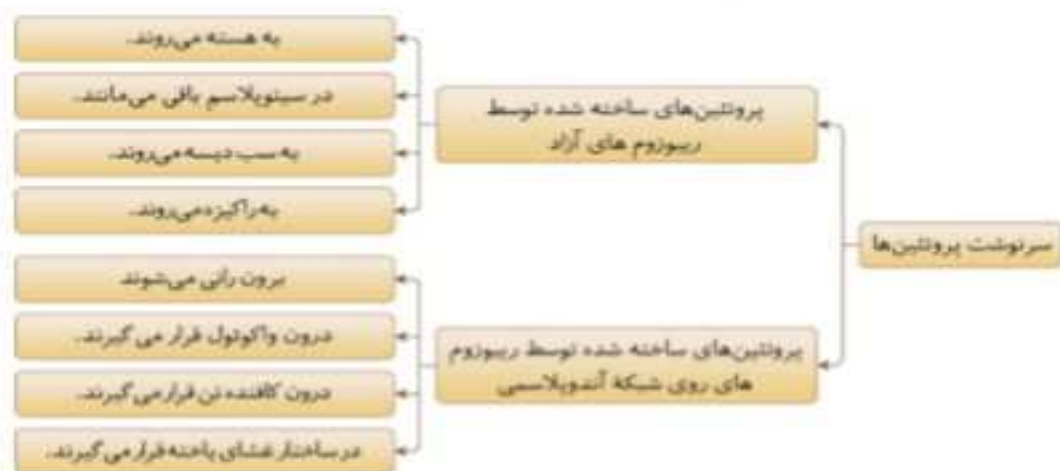 سرنوشت پروتئین‌ها
پروتئین‌های ساخته شده توسط
ریبوزوم های آزاد
به هسته می‌روند.
در سیتوپلاسم باقی می‌مانند.
به سب دیسه می‌روند.
به راکیزه می‌روند.
پروتئین‌های ساخته شده توسط ریبوزوم
های روی شبکهٔ آندوپلاسمی
برون رانی می‌شوند
درون واکوئول قرار می گیرند.
درون کافنده تن قرار می گیرند.
در ساختار غشای یاخته قرار می گیرند.